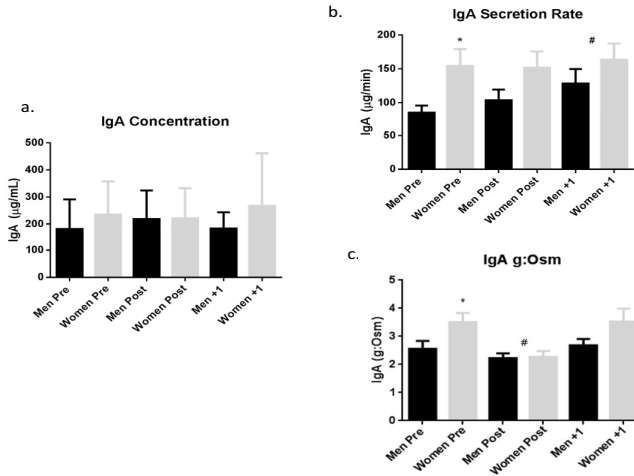 a.
IgA Concentration
IgA (µg/mL)
500
400
300
200
100
0
Men Pre
Women Pre
Men Post
Women Post
Men +1
Women +1
b.
IgA Secretion Rate
IgA (µg/min)
200
150
100
50
0
*
#
Men Pre
Women Pre
Men Post
Women Post
Men +1
Women +1
c.
IgA g:Osm
IgA (g:Osm)
5
4
3
2
1
0
*
#
Men Pre
Women Pre
Men Post
Women Post
Men +1
Women +1